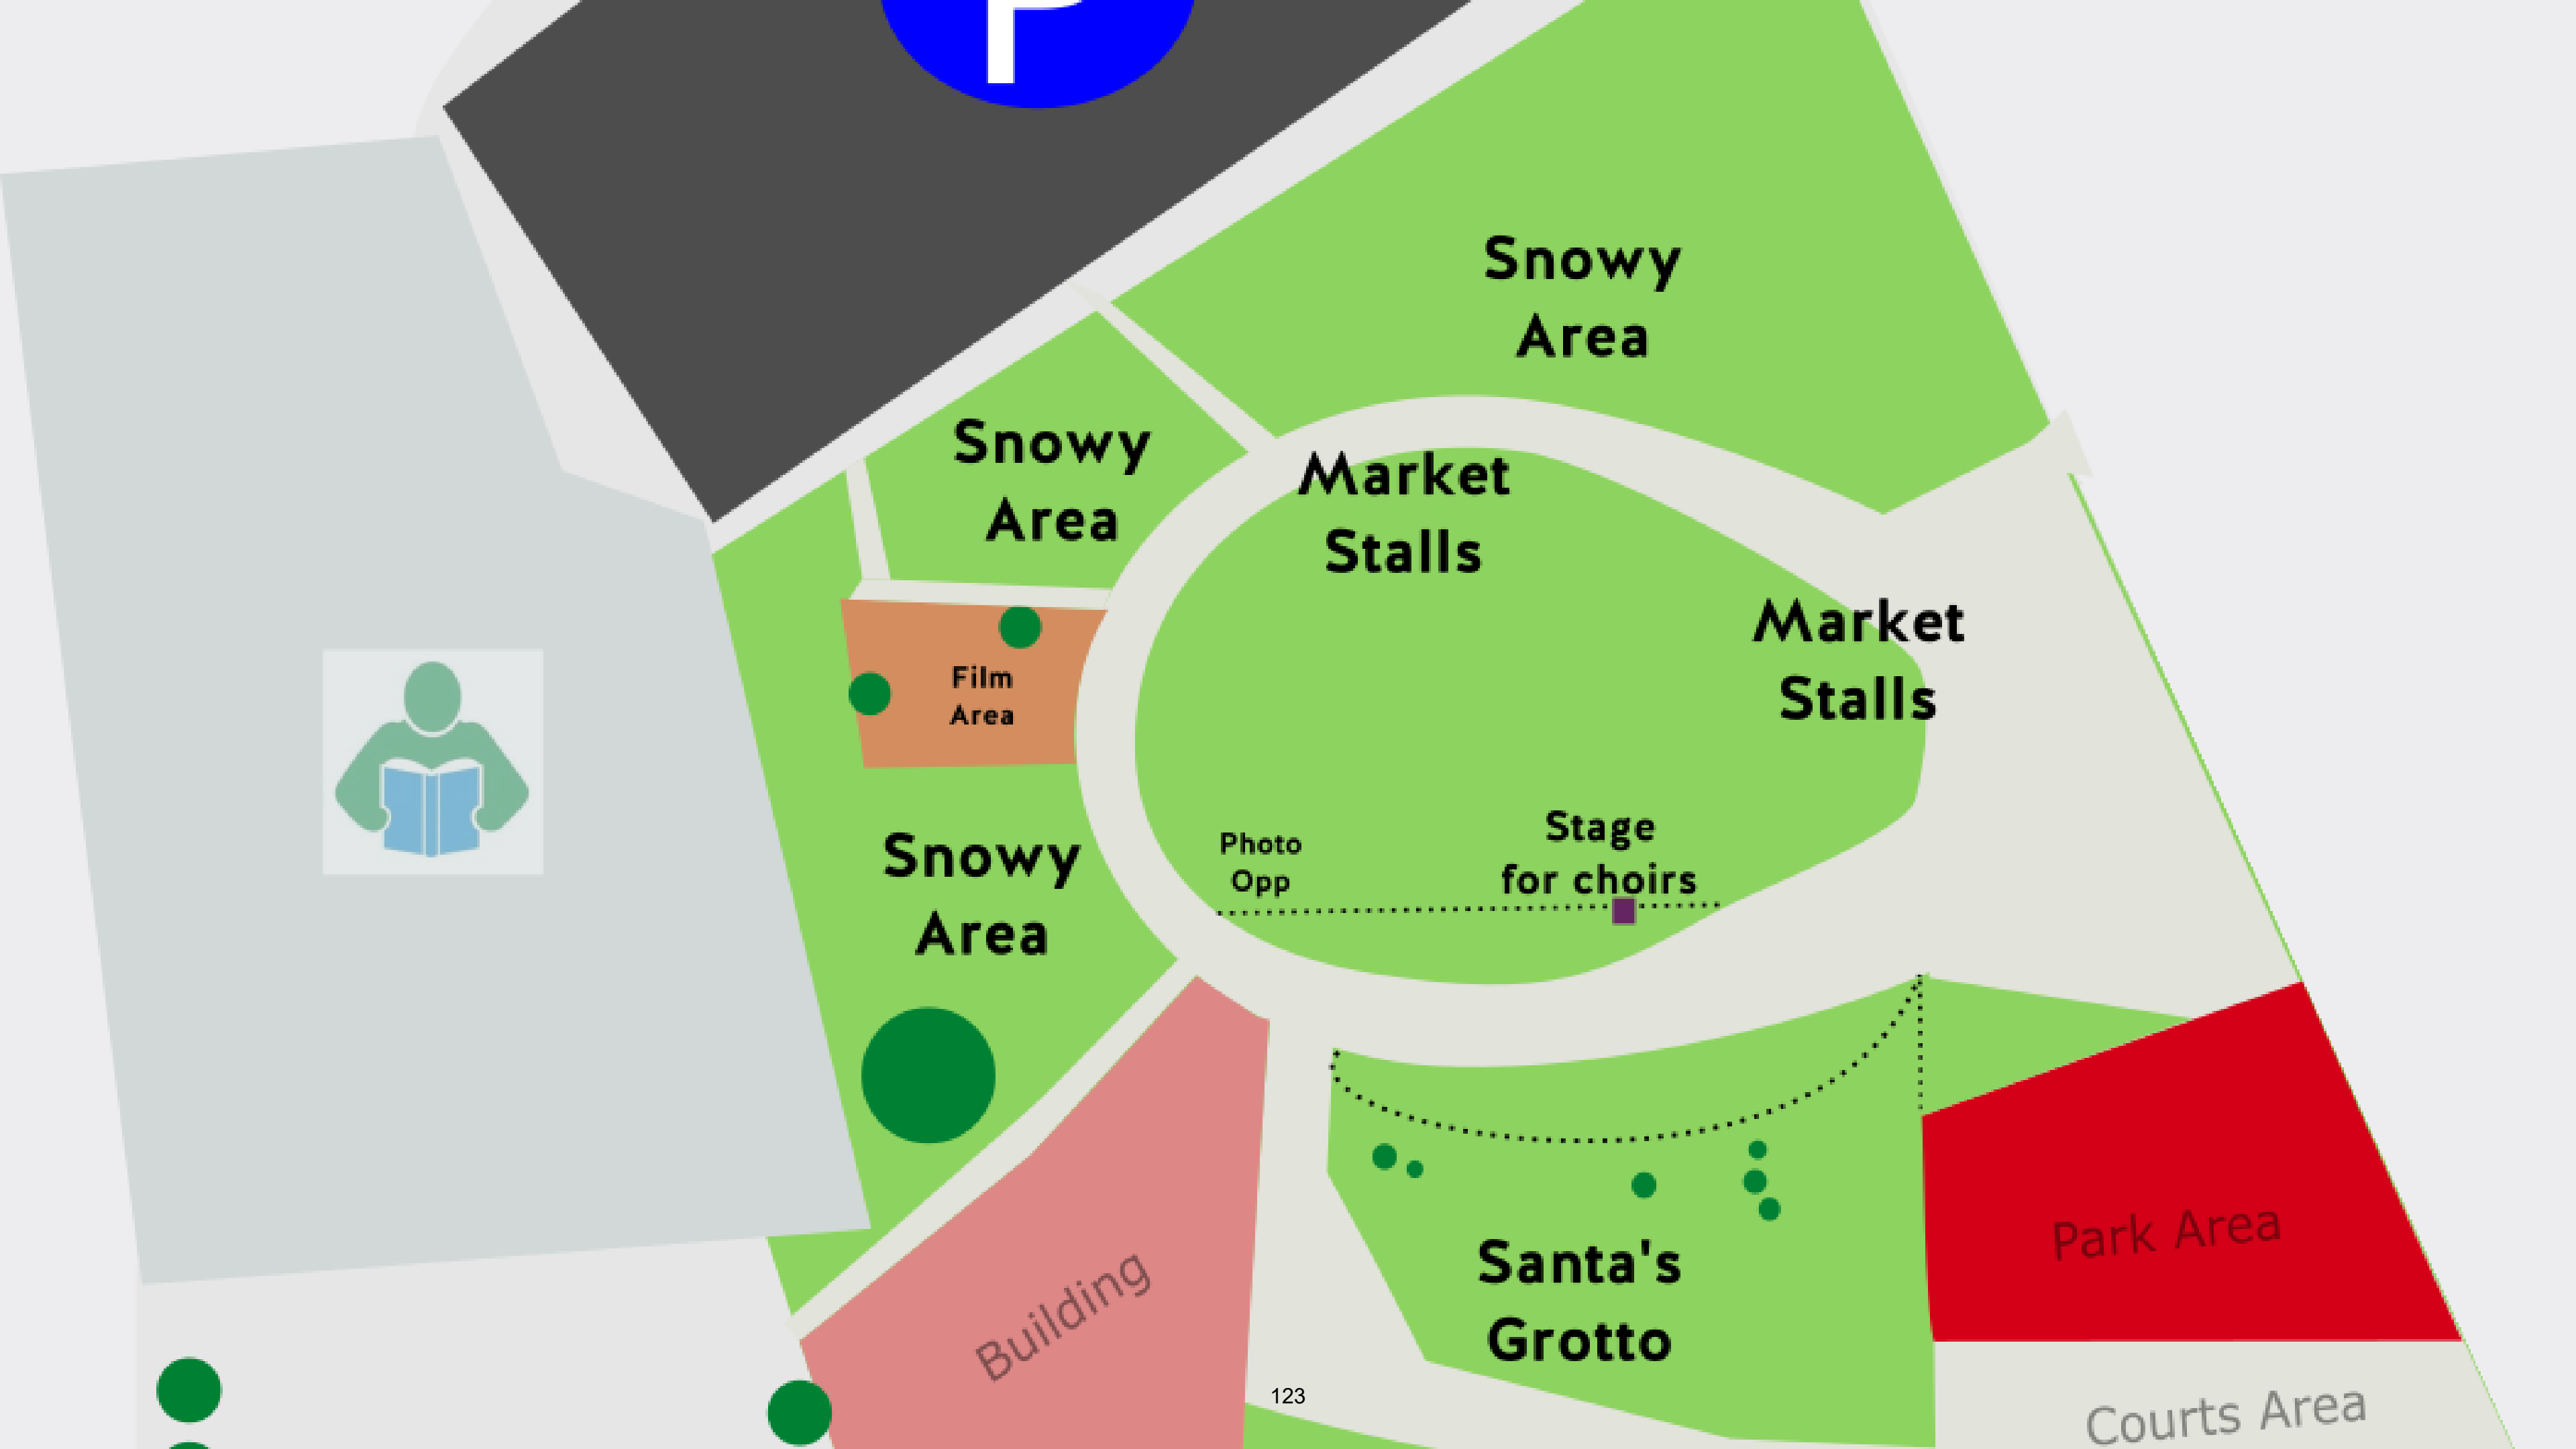 P
Snowy
Area
Snowy
Area
Market
Stalls
Market
Stalls
Film
Area
Snowy
Area
Photo
Opp
Stage
for choirs
Park Area
Santa's
Grotto
Building
123
Courts Area